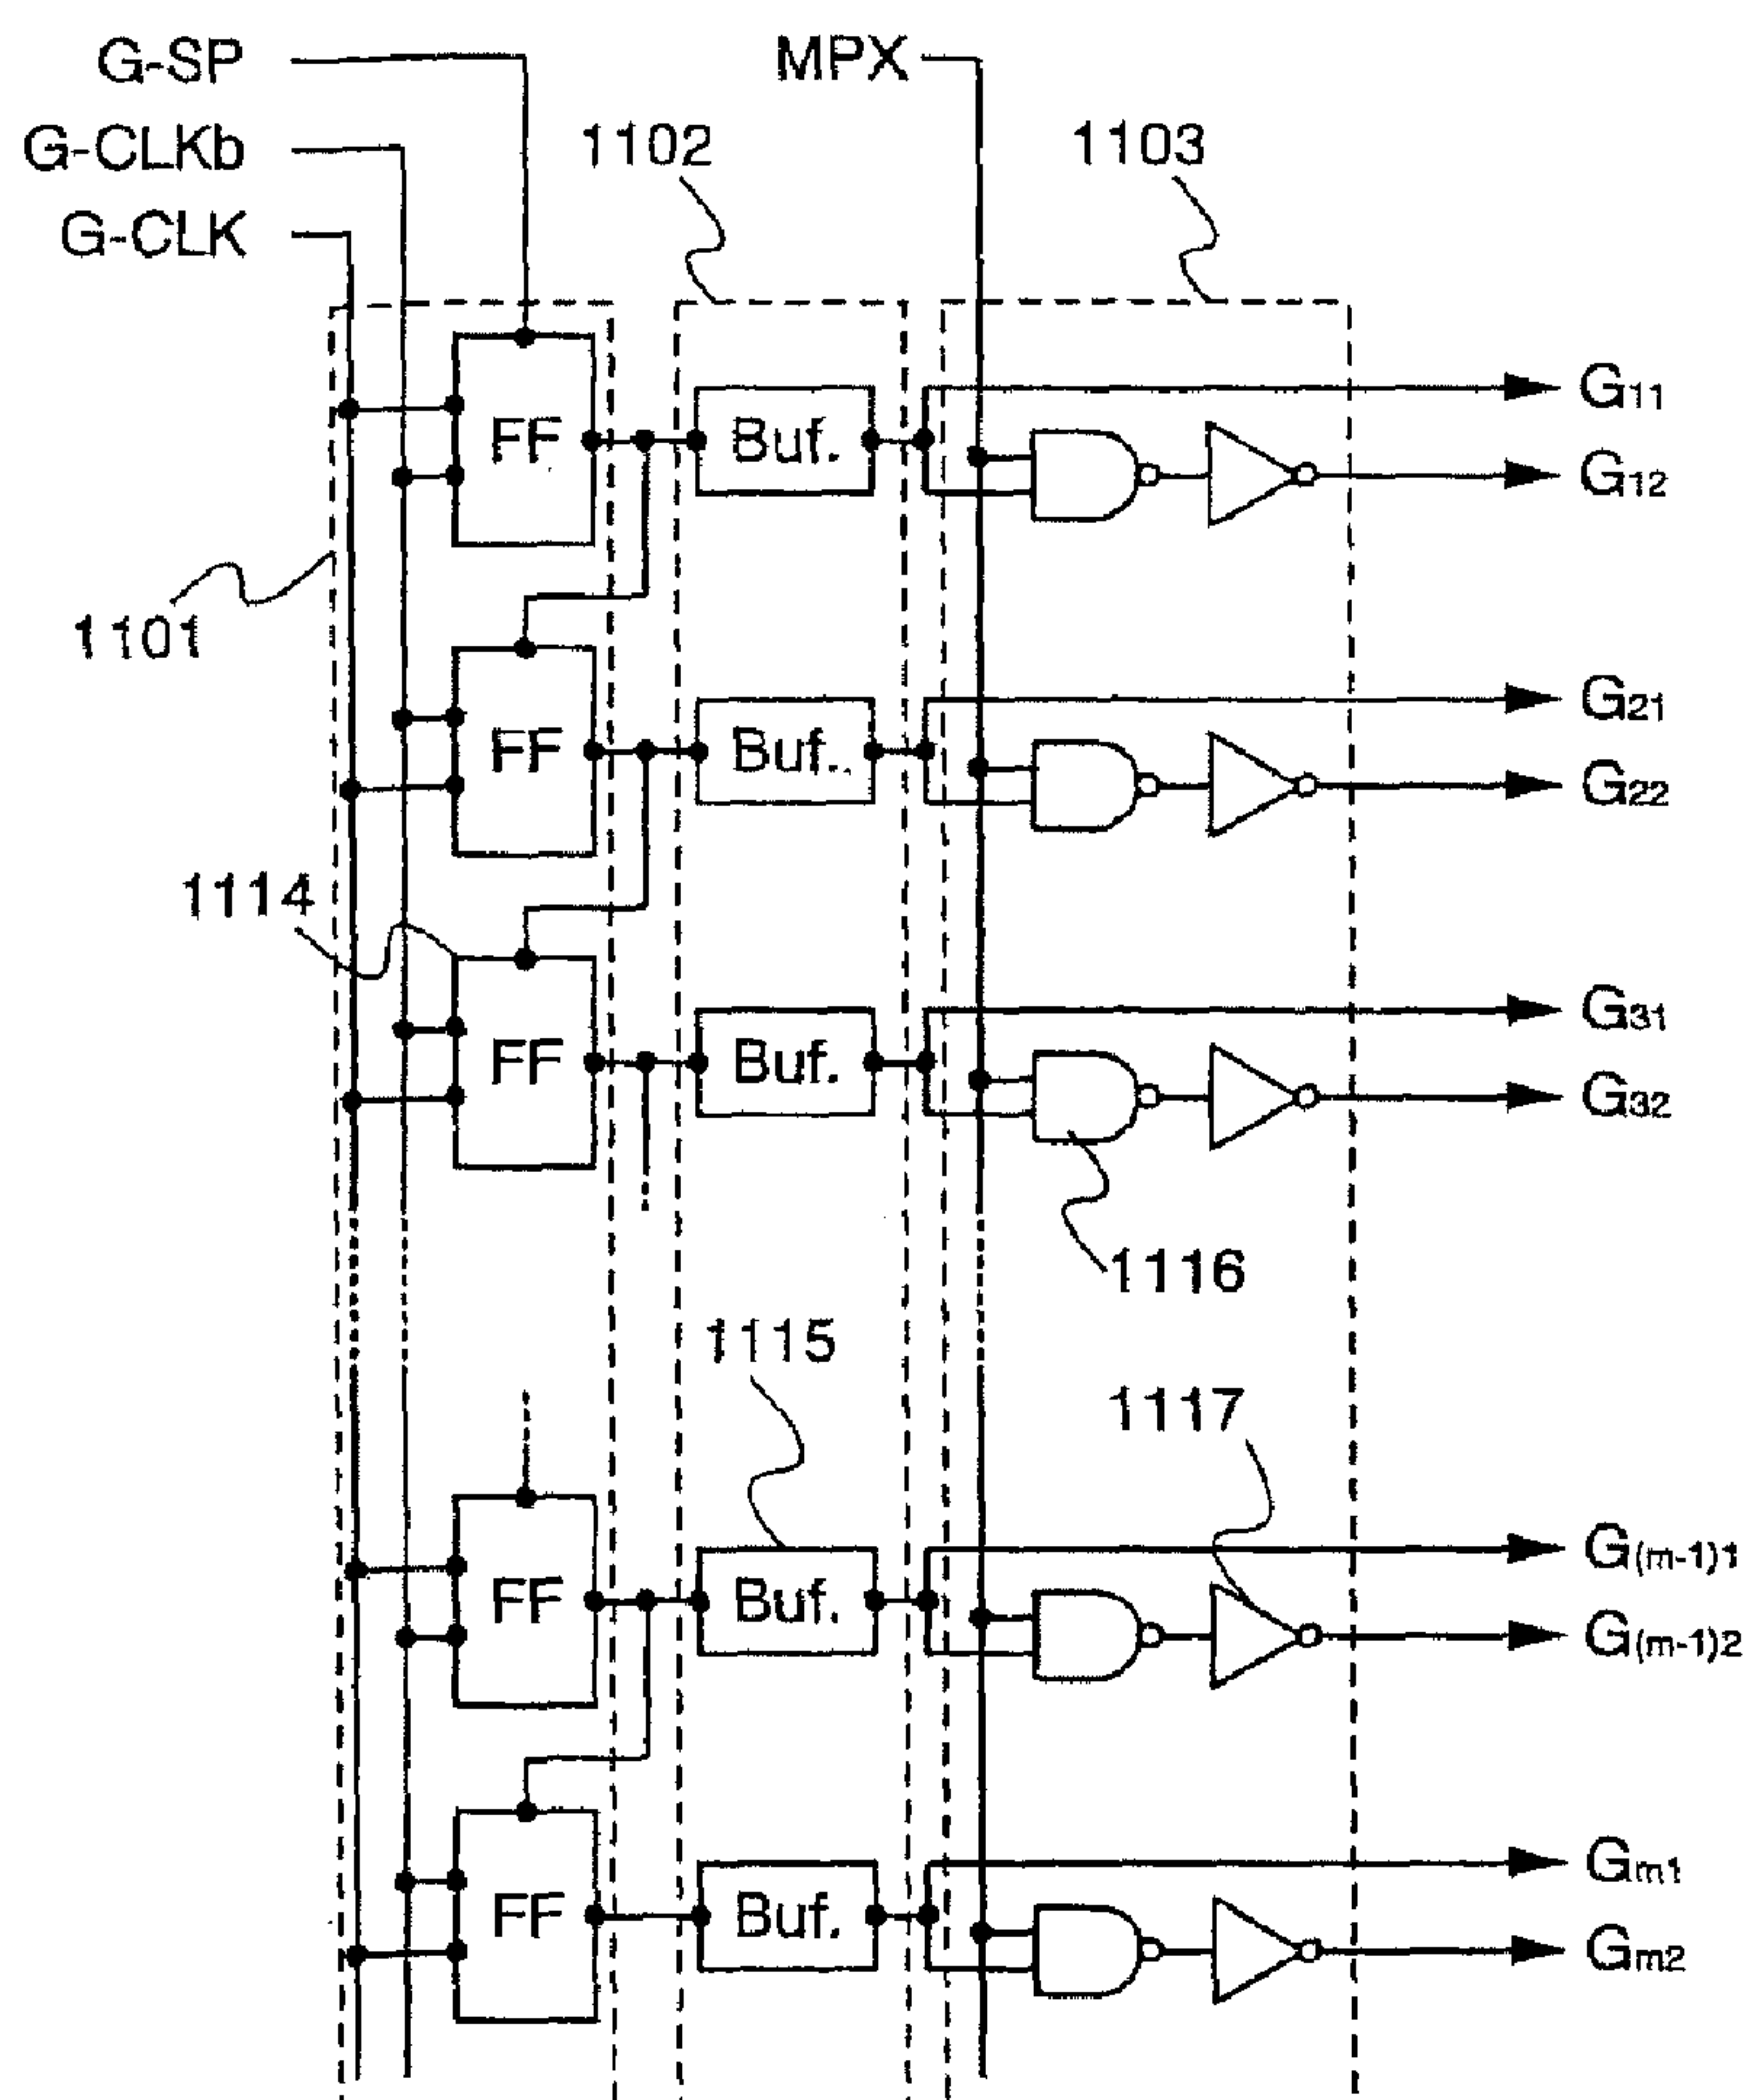 G-SP
MPX
G-CLKb
1102
1103
G-CLK
G11
FF
Buf.
G12
1101
G21
FF
Buf.
G22
1114
G31
FF
Buf.
G32
1116
1115
1117
G(m-1)1
FF
Buf.
G(m-1)2
Gm1
FF
Buf.
Gm2